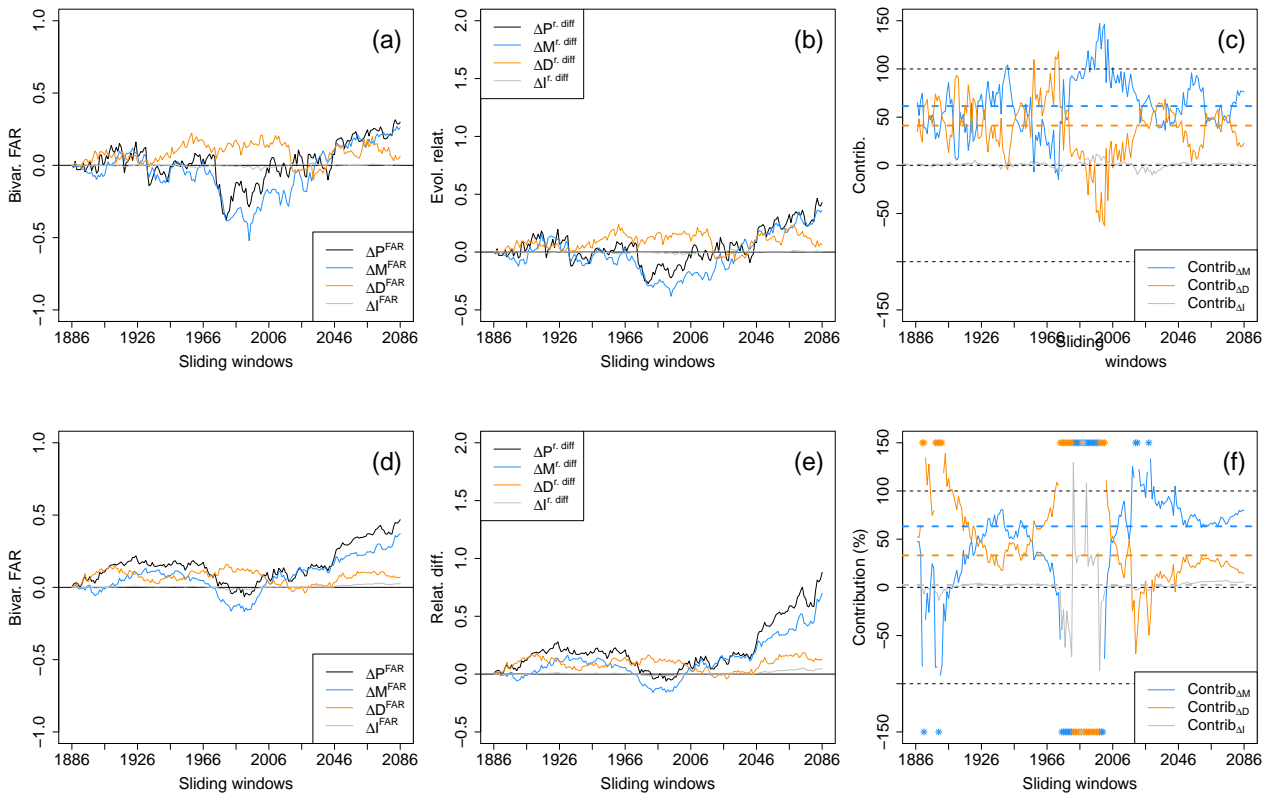 (a)
Bivar. FAR
1.0
0.5
0.0
−0.5
−1.0
ΔP^FAR
ΔM^FAR
ΔD^FAR
ΔI^FAR
1886 1926 1966 2006 2046 2086
Sliding windows
(b)
Evol. relat.
2.0
1.5
1.0
0.5
0.0
−0.5
ΔP^r. diff
ΔM^r. diff
ΔD^r. diff
ΔI^r. diff
1886 1926 1966 2006 2046 2086
Sliding windows
(c)
Contrib.
150
100
50
0
−50
−150
Contrib_ΔM
Contrib_ΔD
Contrib_ΔI
1886 1926 1966 2006 2046 2086
Sliding
windows
(d)
Bivar. FAR
1.0
0.5
0.0
−0.5
−1.0
ΔP^FAR
ΔM^FAR
ΔD^FAR
ΔI^FAR
1886 1926 1966 2006 2046 2086
Sliding windows
(e)
Relat. diff.
2.0
1.5
1.0
0.5
0.0
−0.5
ΔP^r. diff
ΔM^r. diff
ΔD^r. diff
ΔI^r. diff
1886 1926 1966 2006 2046 2086
Sliding windows
(f)
Contribution (%)
150
100
50
0
−50
−150
Contrib_ΔM
Contrib_ΔD
Contrib_ΔI
1886 1926 1966 2006 2046 2086
Sliding windows